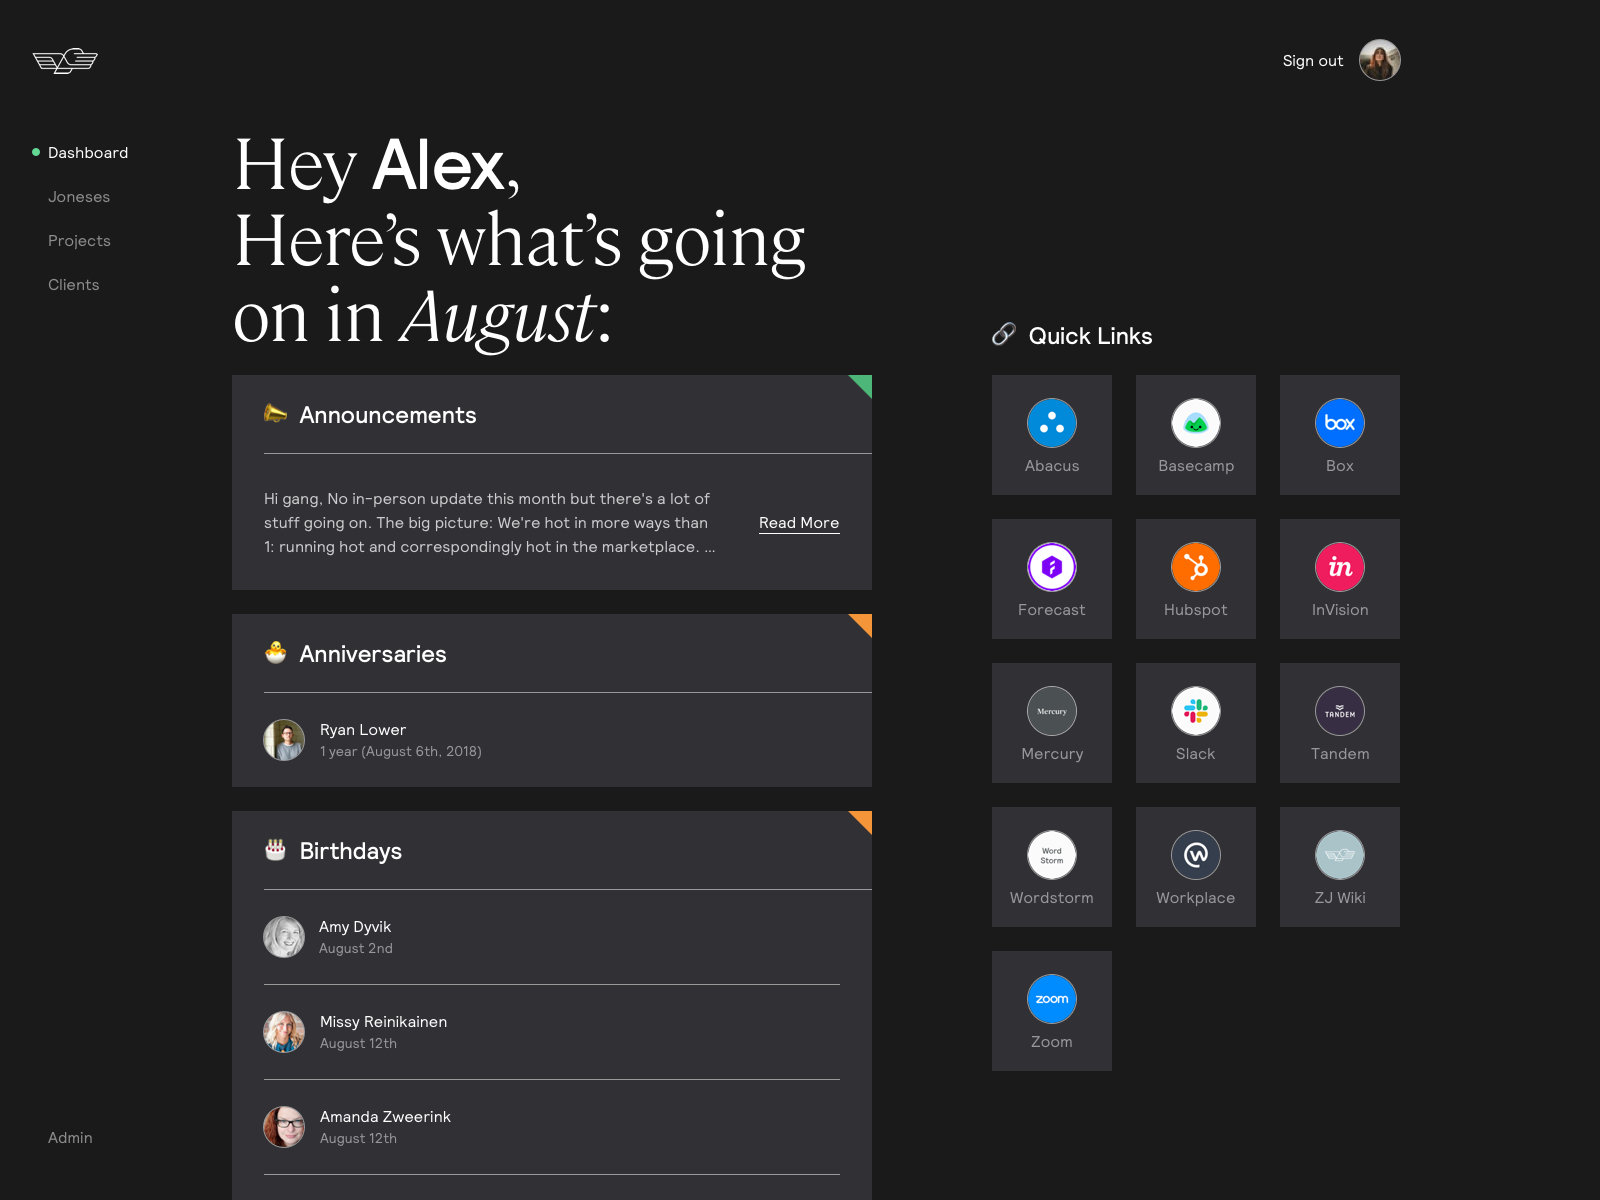 Sign out
Dashboard
Joneses
Projects
Clients
Admin
Hey Alex,
Here’s what’s going
on in August:
Announcements
Hi gang, No in-person update this month but there's a lot of
stuff going on. The big picture: We're hot in more ways than
1: running hot and correspondingly hot in the marketplace. ...
Read More
Anniversaries
Ryan Lower
1 year (August 6th, 2018)
Birthdays
Amy Dyvik
August 2nd
Missy Reinikainen
August 12th
Amanda Zweerink
August 12th
Quick Links
Abacus
Basecamp
box
Box
Forecast
Hubspot
in
InVision
Mercury
Mercury
Slack
TANDEM
Tandem
Word
Storm
Wordstorm
Workplace
ZJ Wiki
zoom
Zoom